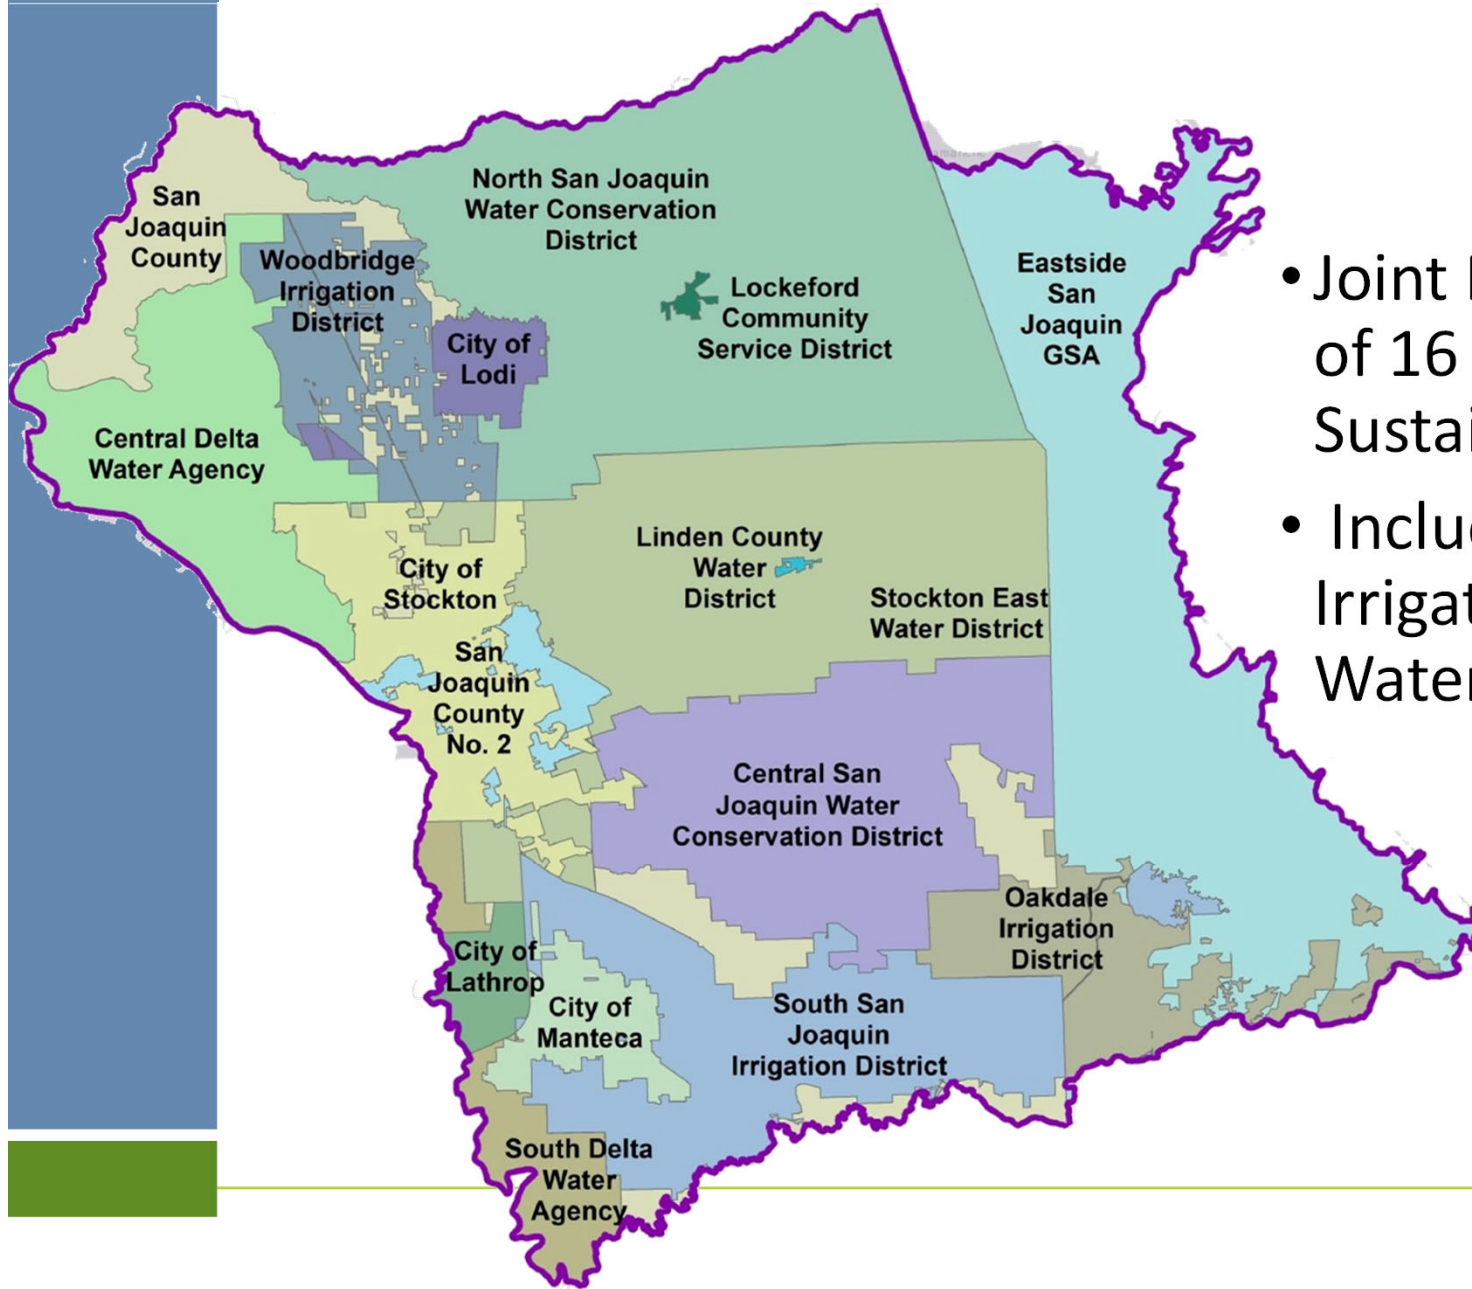 San
Joaquin
County
North San Joaquin
Water Conservation
District
Woodbridge
Irrigation
District
City of
Lodi
Lockeford
Community
Service District
Eastside
San
Joaquin
GSA
Central Delta
Water Agency
City of
Stockton
Linden County
Water
District
Stockton East
Water District
San
Joaquin
County
No. 2
Central San
Joaquin Water
Conservation District
Oakdale
Irrigation
District
City of
Lathrop
City of
Manteca
South San
Joaquin
Irrigation District
South Delta
Water
Agency
• Joint
of 16
•
Water